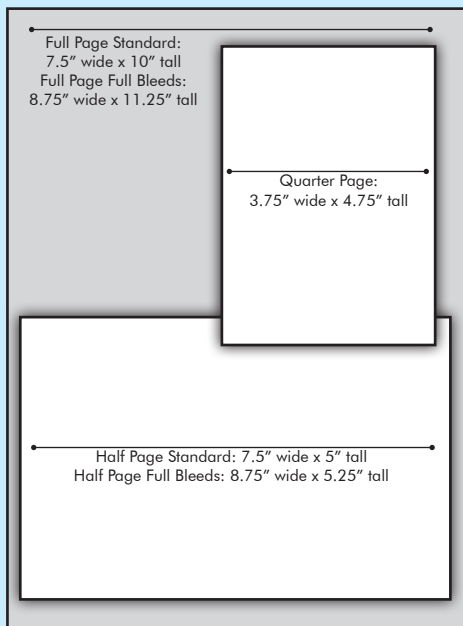 Full Page Standard:
7.5” wide x 10” tall
Full Page Full Bleeds:
8.75” wide x 11.25” tall
Quarter Page:
3.75” wide x 4.75” tall
Half Page Standard: 7.5” wide x 5” tall
Half Page Full Bleeds: 8.75” wide x 5.25” tall